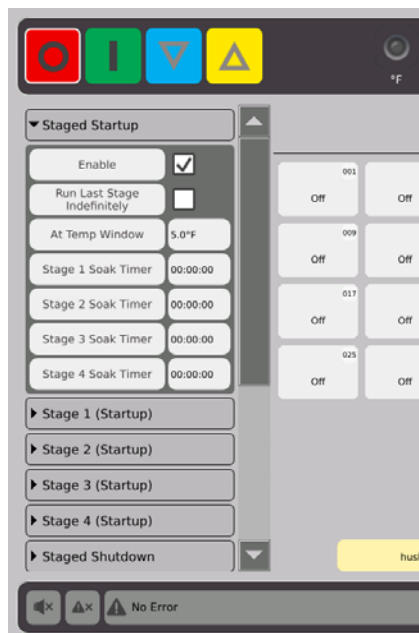 °F
Staged Startup
Enable
Run Last Stage
Indefinitely
At Temp Window
5.0°F
Stage 1 Soak Timer
00:00:00
Stage 2 Soak Timer
00:00:00
Stage 3 Soak Timer
00:00:00
Stage 4 Soak Timer
00:00:00
Stage 1 (Startup)
Stage 2 (Startup)
Stage 3 (Startup)
Stage 4 (Startup)
Staged Shutdown
001
Off
Off
009
Off
Off
017
Off
Off
025
Off
Off
No Error